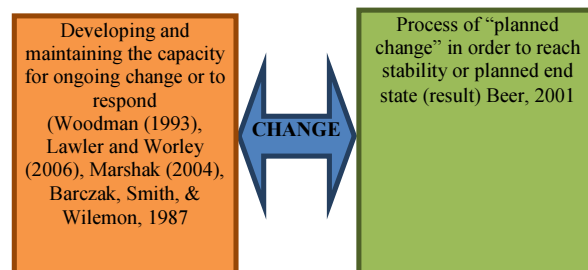 Developing and
maintaining the capacity
for ongoing change or to
respond
(Woodman (1993),
Lawler and Worley
(2006), Marshak (2004),
Barczak, Smith, &
Wilemon, 1987
CHANGE
Process of “planned
change” in order to reach
stability or planned end
state (result) Beer, 2001